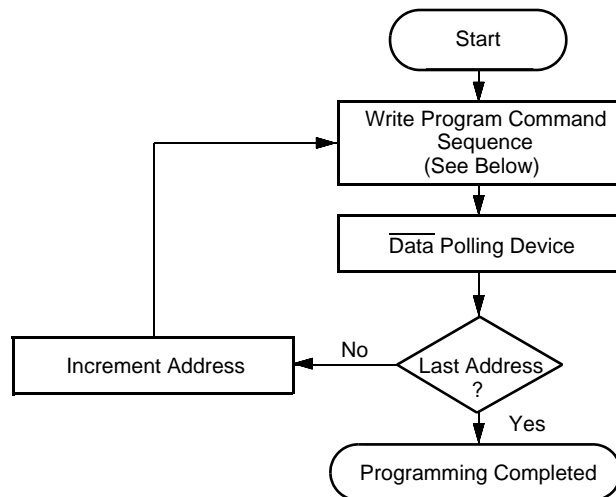 Start
Write Program Command
Sequence
(See Below)
Data Polling Device
Increment Address
No
Last Address
?
Yes
Programming Completed